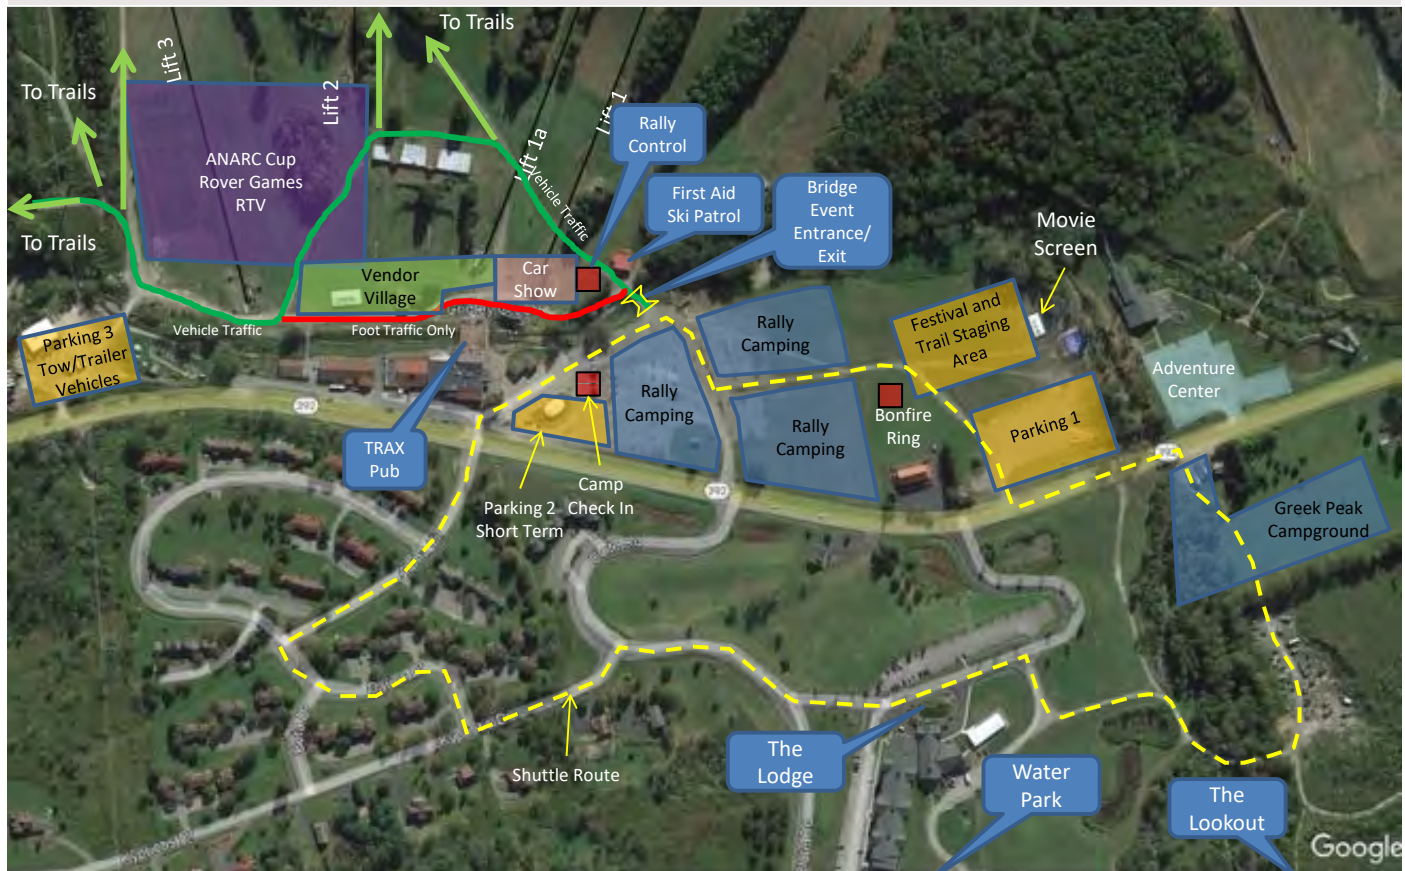 To Trails
Lift 3
To Trails
Lift 2
Lift 1
Rally
Control
Lift 1a
ANARC Cup
Rover Games
RTV
Vehicle Traffic
First Aid
Ski Patrol
Bridge
Event
Entrance/
Exit
Movie
Screen
To Trails
Vendor
Village
Car
Show
Vehicle Traffic
Foot Traffic Only
Parking 3
Tow/Trailer
Vehicles
Rally
Camping
Festival and
Trail Staging
Area
Adventure
Center
Rally
Camping
Rally
Camping
Bonfire
Ring
Parking 1
392
TRAX
Pub
Parking 2
Short Term
Camp
Check In
392
392
Greek Peak
Campground
Shuttle Route
The
Lodge
Water
Park
The
Lookout
Google